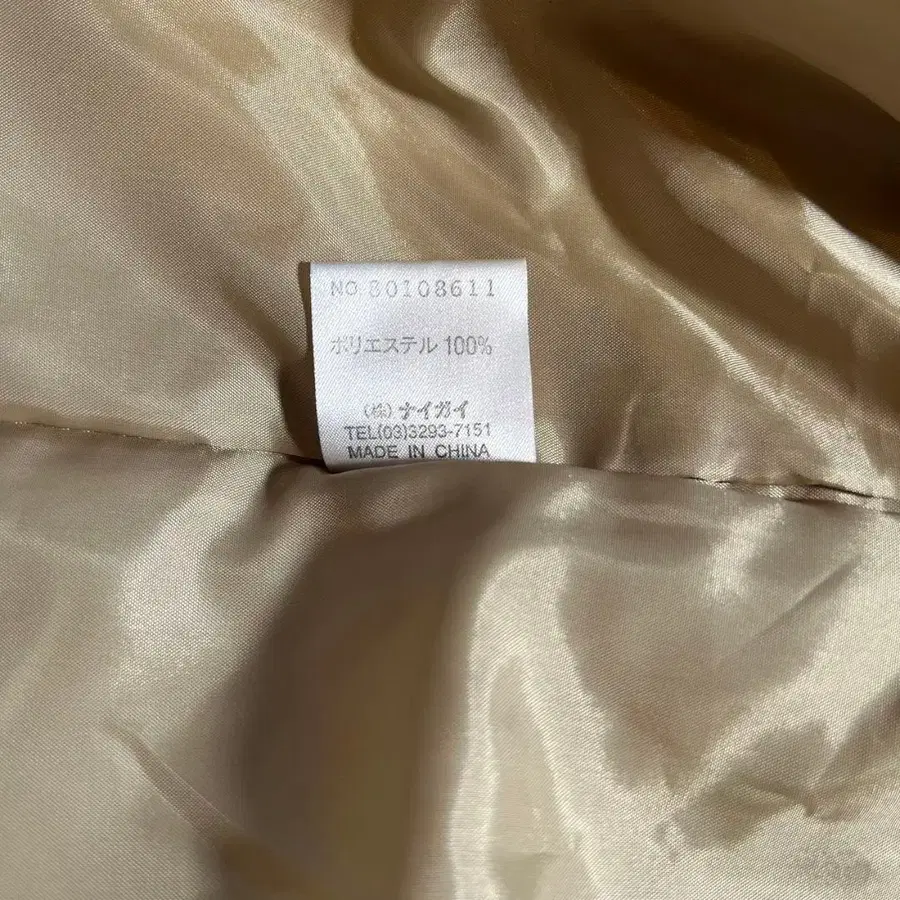 NO 80108611
ポリエステル 100%
(株) ナイガイ
TEL(03)3293-7151
MADE IN CHINA